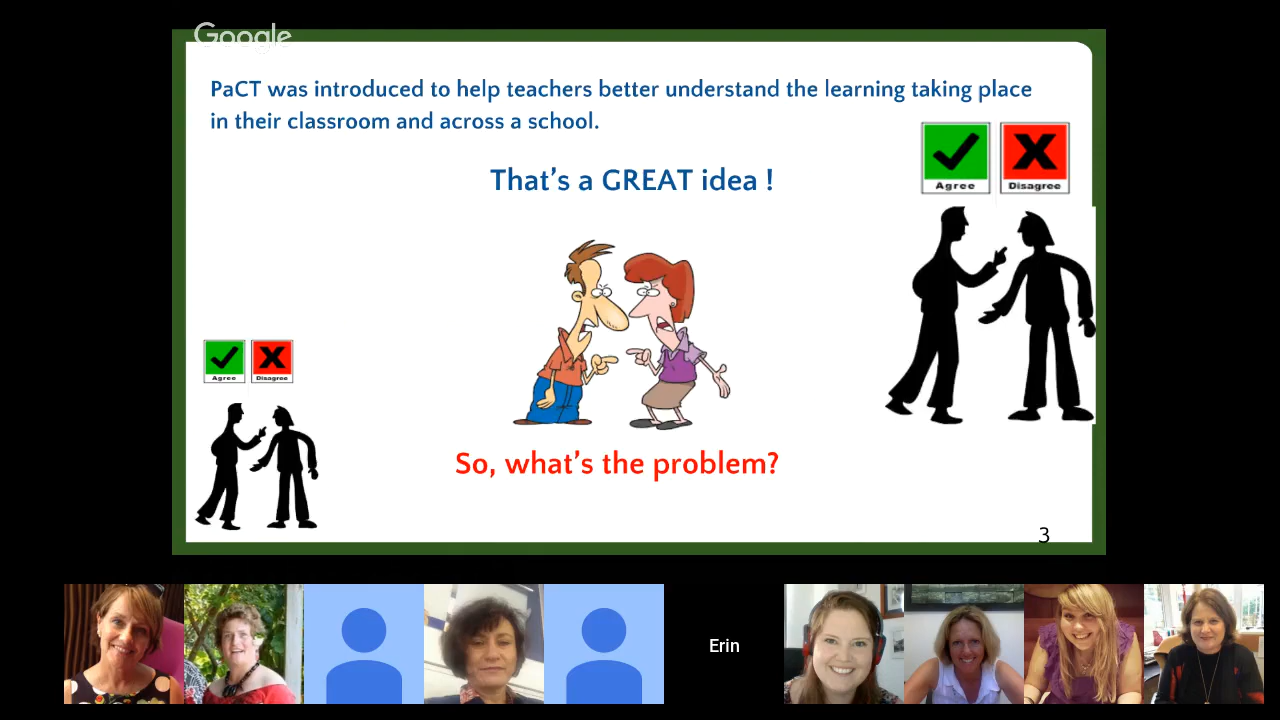 Google
PaCT was introduced to help teachers better understand the learning taking place
in their classroom and across a school.
That's a GREAT idea !
Agree
Disagree
Agree
Disagree
So, what's the problem?
3
Erin